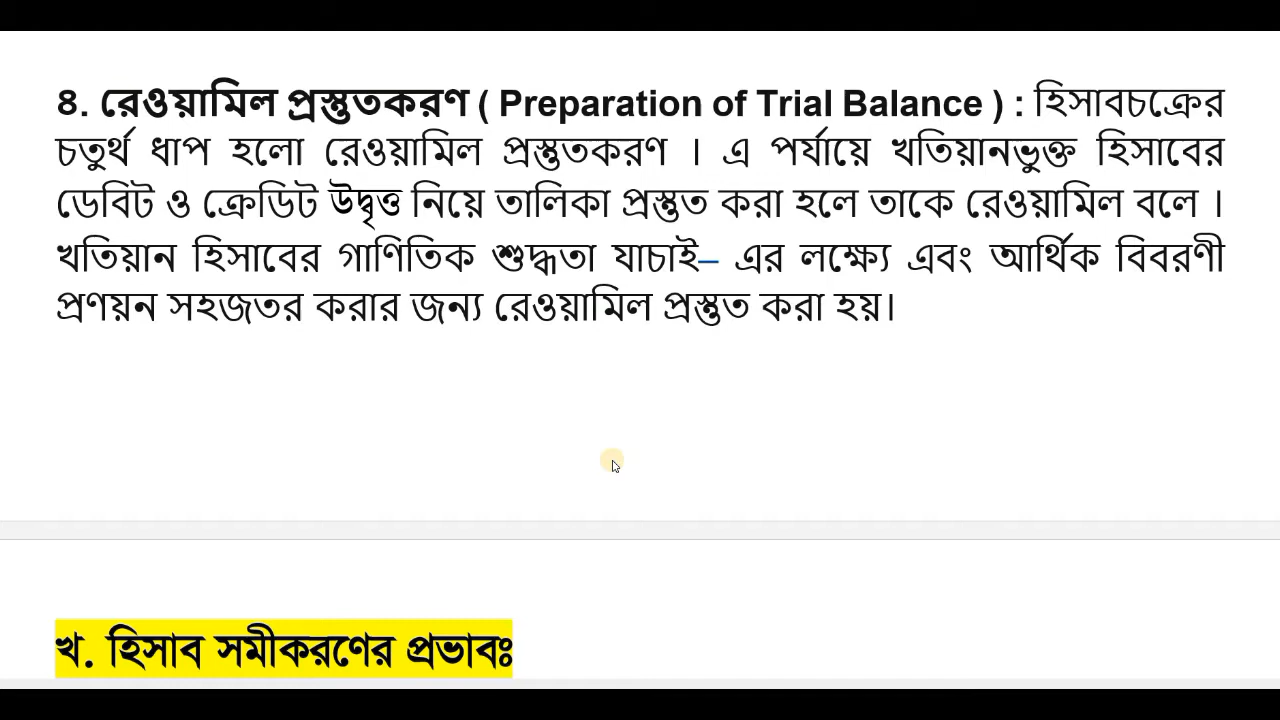 ৪. রেওয়ামিল প্রস্তুতকরণ ( Preparation of Trial Balance ) : হিসাবচক্রের
চতুর্থ ধাপ হলো রেওয়ামিল প্রস্তুতকরণ । এ পর্যায়ে খতিয়ানভুক্ত হিসাবের
ডেবিট ও ক্রেডিট উদ্বৃত্ত নিয়ে তালিকা প্রস্তুত করা হলে তাকে রেওয়ামিল বলে ।
খতিয়ান হিসাবের গাণিতিক শুদ্ধতা যাচাই– এর লক্ষ্যে এবং আর্থিক বিবরণী
প্রণয়ন সহজতর করার জন্য রেওয়ামিল প্রস্তুত করা হয়।
খ. হিসাব সমীকরণের প্রভাবঃ